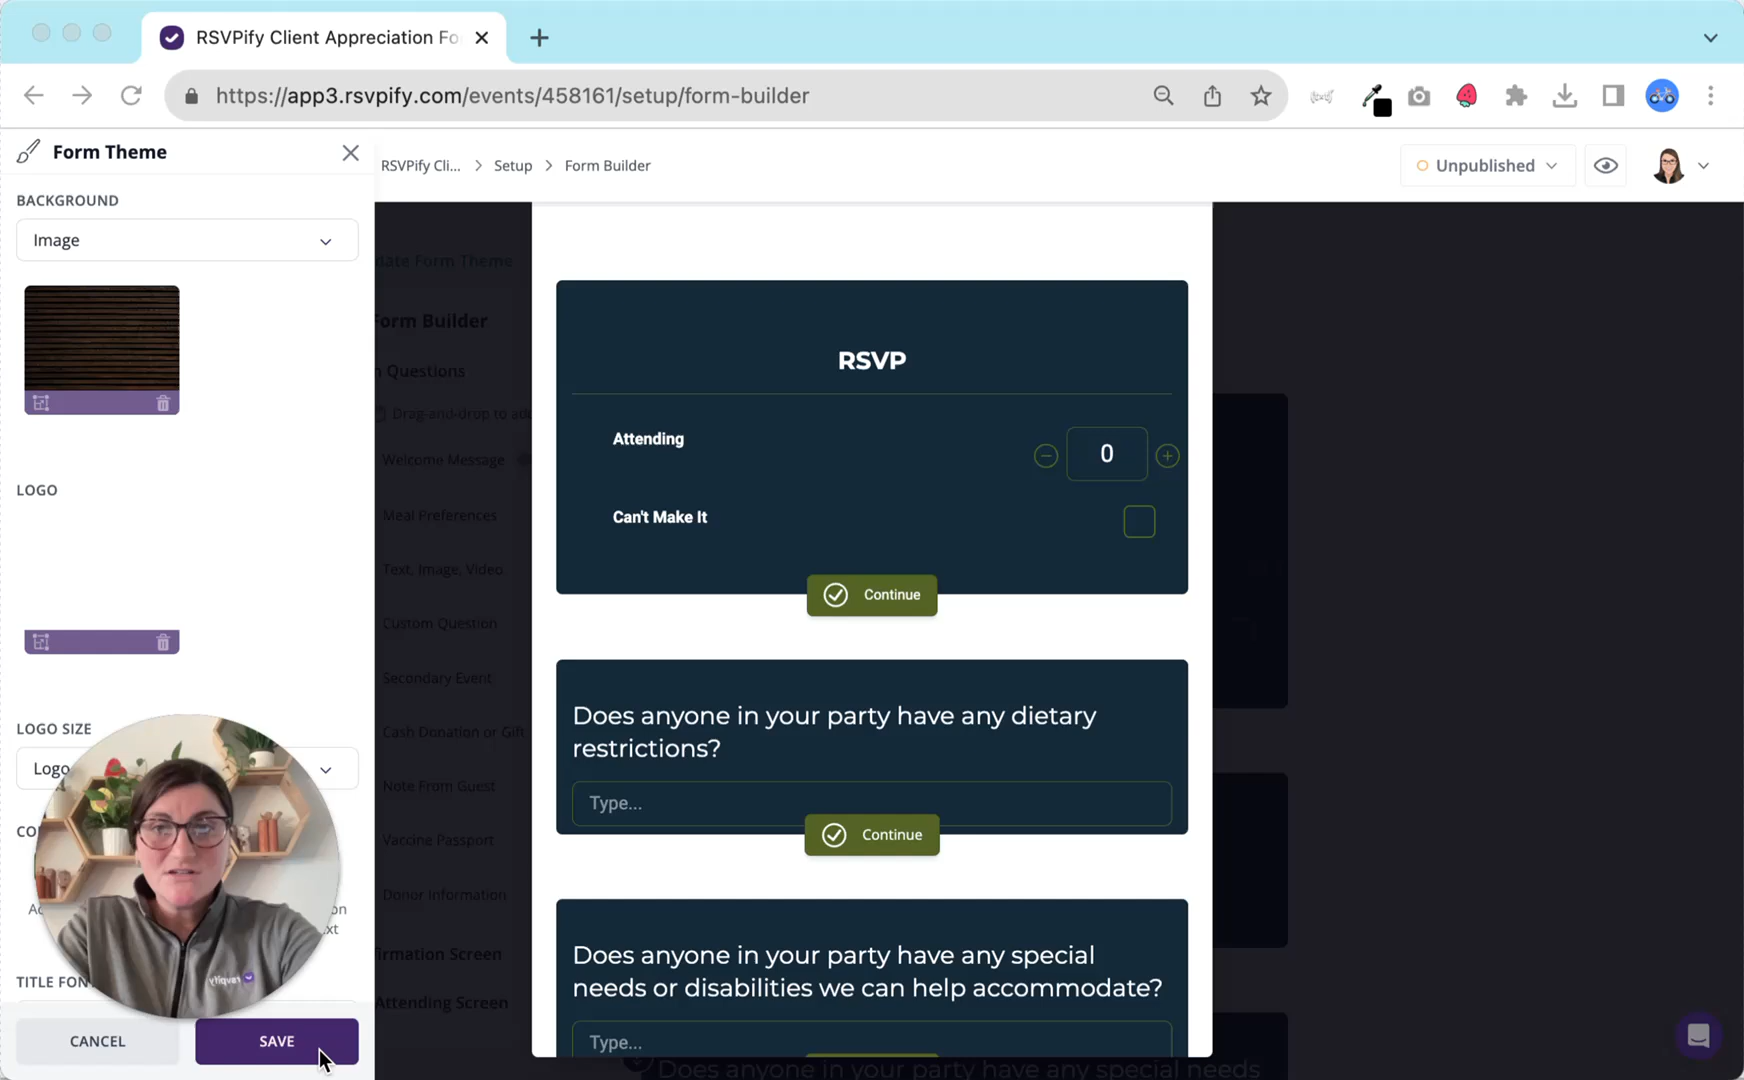 RSVPify Client Appreciation Fo
https://app3.rsvpify.com/events/458161/setup/form-builder
Form Theme
RSVPify Cli... > Setup > Form Builder
Unpublished
BACKGROUND
Image
LOGO
LOGO SIZE
Logo
TITLE FON
CANCEL
SAVE
date Form Theme
Form Builder
n Questions
Drag-and-drop to add
Welcome Message
Meal Preferences
Text, Image, Video
Custom Question
Secondary Event
Cash Donation or Gift
Note From Guest
Vaccine Passport
Donor Information
irmation Screen
Attending Screen
RSVP
Attending
0
Can't Make It
Continue
Does anyone in your party have any dietary
restrictions?
Type...
Continue
Does anyone in your party have any special
needs or disabilities we can help accommodate?
Type...
Does anyone in your party have any special needs